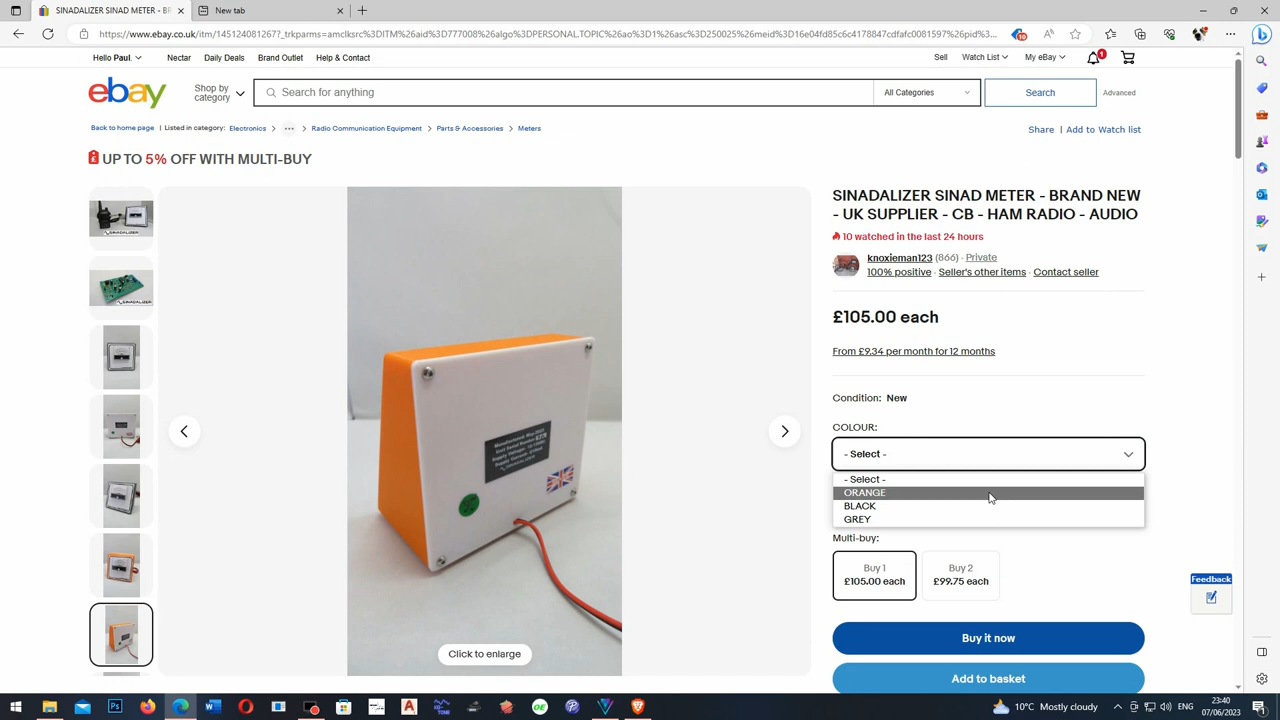 SINADALIZER SINAD METER - BR
New tab
https://www.ebay.co.uk/itm/145124081267?_trkparms=amclksrc%3DITM%26aid%3D777008%26algo%3DPERSONAL.TOPIC%26ao%3D1%26asc%3D250025%26meid%3D16e04fd85c6c4178847cdfafc0081597%26pid%3...
Hello Paul.
Nectar
Daily Deals
Brand Outlet
Help & Contact
Sell
Watch List
My eBay
1
ebay
Shop by category
Search for anything
All Categories
Search
Advanced
Back to home page | Listed in category: Electronics > ... > Radio Communication Equipment > Parts & Accessories > Meters
Share | Add to Watch list
UP TO 5% OFF WITH MULTI-BUY
SINADALIZER SINAD METER - BRAND NEW
- UK SUPPLIER - CB - HAM RADIO - AUDIO
10 watched in the last 24 hours
knoxieman123 (866) · Private
100% positive · Seller's other items · Contact seller
£105.00 each
From £9.34 per month for 12 months
Condition: New
COLOUR:
- Select -
- Select -
ORANGE
BLACK
GREY
Multi-buy:
Buy 1
£105.00 each
Buy 2
£99.75 each
Buy it now
Add to basket
Click to enlarge
Feedback
10°C Mostly cloudy
ENG
23:40
07/06/2023